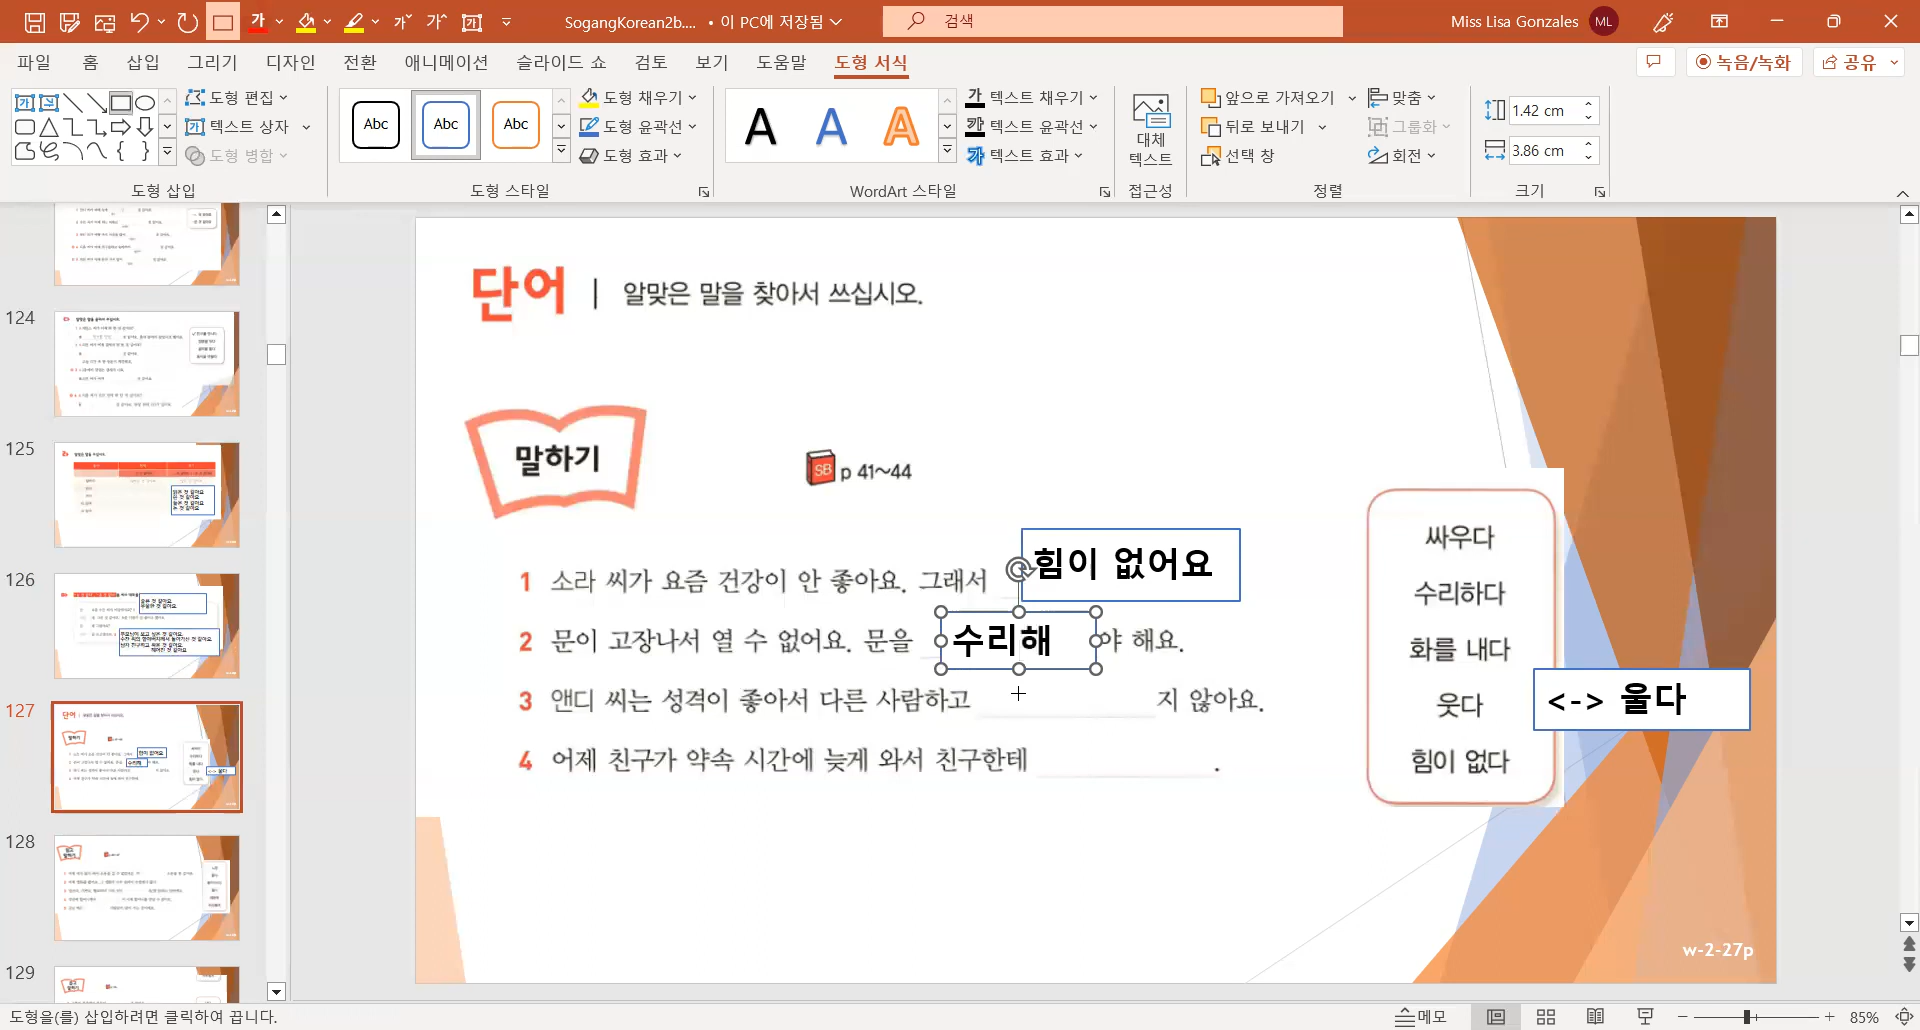 SogangKorean2b.... • 이 PC에 저장됨
검색
Miss Lisa Gonzales ML
파일 홈 삽입 그리기 디자인 전환 애니메이션 슬라이드 쇼 검토 보기 도움말 도형 서식
녹음/녹화 공유
도형 편집
텍스트 상자
도형 병합
도형 삽입
Abc Abc Abc
도형 채우기
도형 윤곽선
도형 효과
도형 스타일
A A A
텍스트 채우기
텍스트 윤곽선
텍스트 효과
WordArt 스타일
대체
텍스트
접근성
앞으로 가져오기
뒤로 보내기
선택 창
맞춤
그룹화
회전
정렬
1.42 cm
3.86 cm
크기
124
125
126
127
128
129
단어 | 알맞은 말을 찾아서 쓰십시오.
말하기
SB p 41~44
1 소라 씨가 요즘 건강이 안 좋아요. 그래서 힘이 없어요
2 문이 고장나서 열 수 없어요. 문을 수리해야 해요.
3 앤디 씨는 성격이 좋아서 다른 사람하고 지 않아요.
4 어제 친구가 약속 시간에 늦게 와서 친구한테 .
싸우다
수리하다
화를 내다
웃다
<-> 울다
힘이 없다
w-2-27p
도형을(를) 삽입하려면 클릭하여 끕니다.
메모
85%